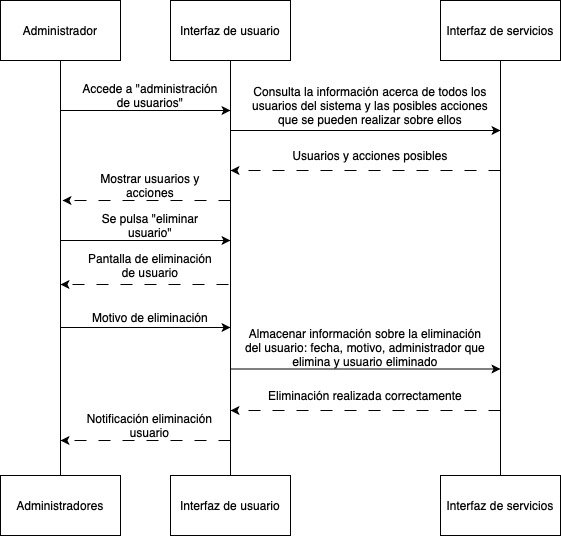 Administrador
Interfaz de usuario
Interfaz de servicios
Accede a "administración
de usuarios"
Consulta la información acerca de todos los
usuarios del sistema y las posibles acciones
que se pueden realizar sobre ellos
Usuarios y acciones posibles
Mostrar usuarios y
acciones
Se pulsa "eliminar
usuario"
Pantalla de eliminación
de usuario
Motivo de eliminación
Almacenar información sobre la eliminación
del usuario: fecha, motivo, administrador que
elimina y usuario eliminado
Eliminación realizada correctamente
Notificación eliminación
usuario
Administradores
Interfaz de usuario
Interfaz de servicios